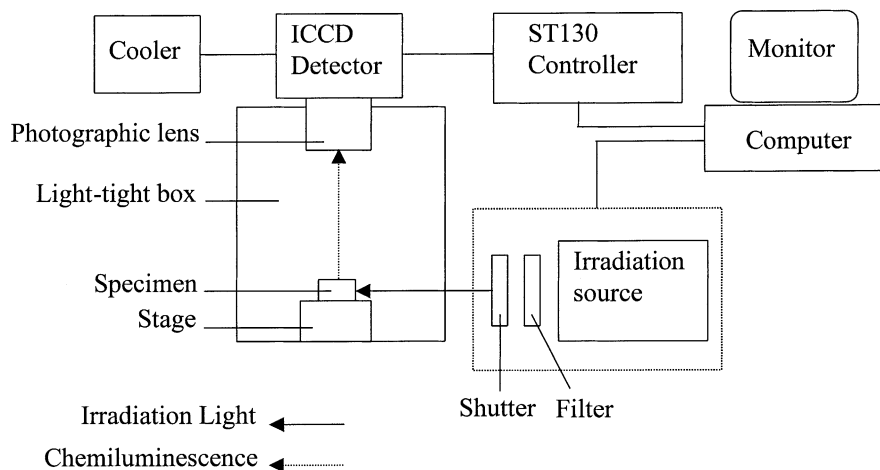 Cooler
ICCD
Detector
ST130
Controller
Monitor
Computer
Photographic lens
Light-tight box
Specimen
Stage
Irradiation
source
Shutter
Filter
Irradiation Light
Chemiluminescence